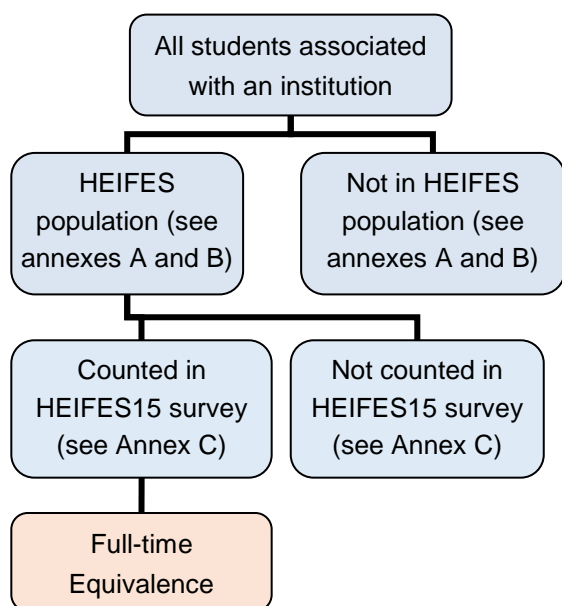 All students associated
with an institution
HEIFES
population (see
annexes A and B)
Not in HEIFES
population (see
annexes A and B)
Counted in
HEIFES15 survey
(see Annex C)
Not counted in
HEIFES15 survey
(see Annex C)
Full-time
Equivalence